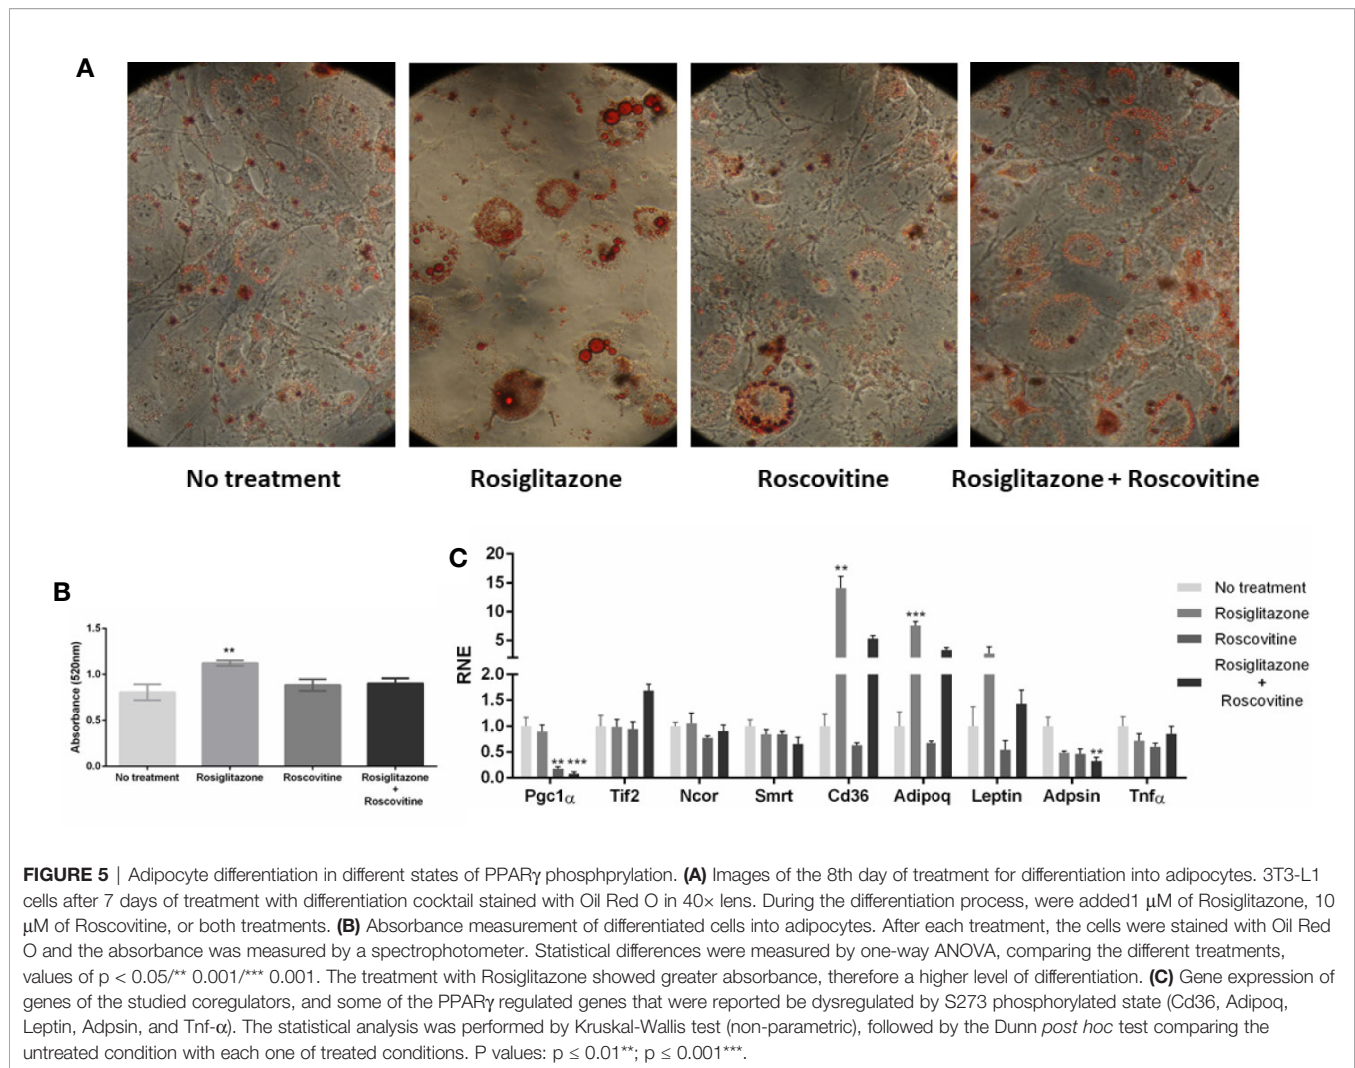 A
No treatment
Rosiglitazone
Roscovitine
Rosiglitazone + Roscovitine
B
Absorbance (520nm)
1.5
1.0
0.5
0.0
**
No treatment
Rosiglitazone
Roscovitine
Rosiglitazone
+
Roscovitine
C
RNE
20
15
10
5
2.0
1.5
1.0
0.5
0.0
** ***
**
***
**
Pgc1α
Tif2
Ncor
Smrt
Cd36
Adipoq
Leptin
Adpsin
Tnfα
No treatment
Rosiglitazone
Roscovitine
Rosiglitazone
+
Roscovitine
FIGURE 5 | Adipocyte differentiation in different states of PPARγ phosphprylation. (A) Images of the 8th day of treatment for differentiation into adipocytes. 3T3-L1
cells after 7 days of treatment with differentiation cocktail stained with Oil Red O in 40× lens. During the differentiation process, were added1 μM of Rosiglitazone, 10
μM of Roscovitine, or both treatments. (B) Absorbance measurement of differentiated cells into adipocytes. After each treatment, the cells were stained with Oil Red
O and the absorbance was measured by a spectrophotometer. Statistical differences were measured by one-way ANOVA, comparing the different treatments,
values of p < 0.05/** 0.001/*** 0.001. The treatment with Rosiglitazone showed greater absorbance, therefore a higher level of differentiation. (C) Gene expression of
genes of the studied coregulators, and some of the PPARγ regulated genes that were reported be dysregulated by S273 phosphorylated state (Cd36, Adipoq,
Leptin, Adpsin, and Tnf-α). The statistical analysis was performed by Kruskal-Wallis test (non-parametric), followed by the Dunn post hoc test comparing the
untreated condition with each one of treated conditions. P values: p ≤ 0.01**; p ≤ 0.001***.